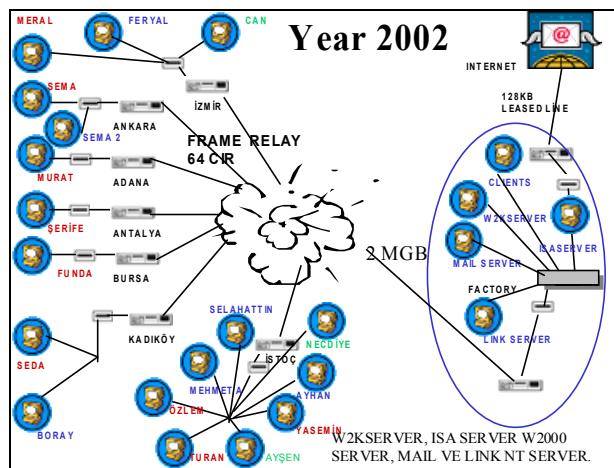 MERAL
FERYAL
CAN
Year 2002
INTERNET
@
SEMA
İZMİR
128KB
LEASED LINE
ANKARA
SEMA 2
FRAME RELAY
64 CIR
MURAT
ADANA
CLIENTS
W2KSERVER
ISASERVER
ŞERİFE
ANTALYA
2 MGB
MAIL SERVER
FUNDA
BURSA
FACTORY
SELAHATTIN
LINK SERVER
KADIKÖY
NECDİYE
İSTOÇ
SEDA
MEHMET A
AYHAN
ÖZLEM
BORAY
YASEMİN
TURAN
AYŞEN
W2KSERVER, ISA SERVER W2000
SERVER, MAIL VE LINK NT SERVER.